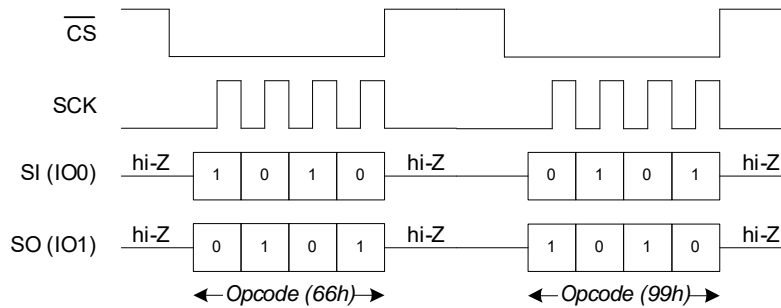 CS
SCK
SI (IO0) hi-Z 1 0 1 0 hi-Z 0 1 0 1 hi-Z
SO (IO1) hi-Z 0 1 0 1 hi-Z 1 0 1 0 hi-Z
Opcode (66h) Opcode (99h)